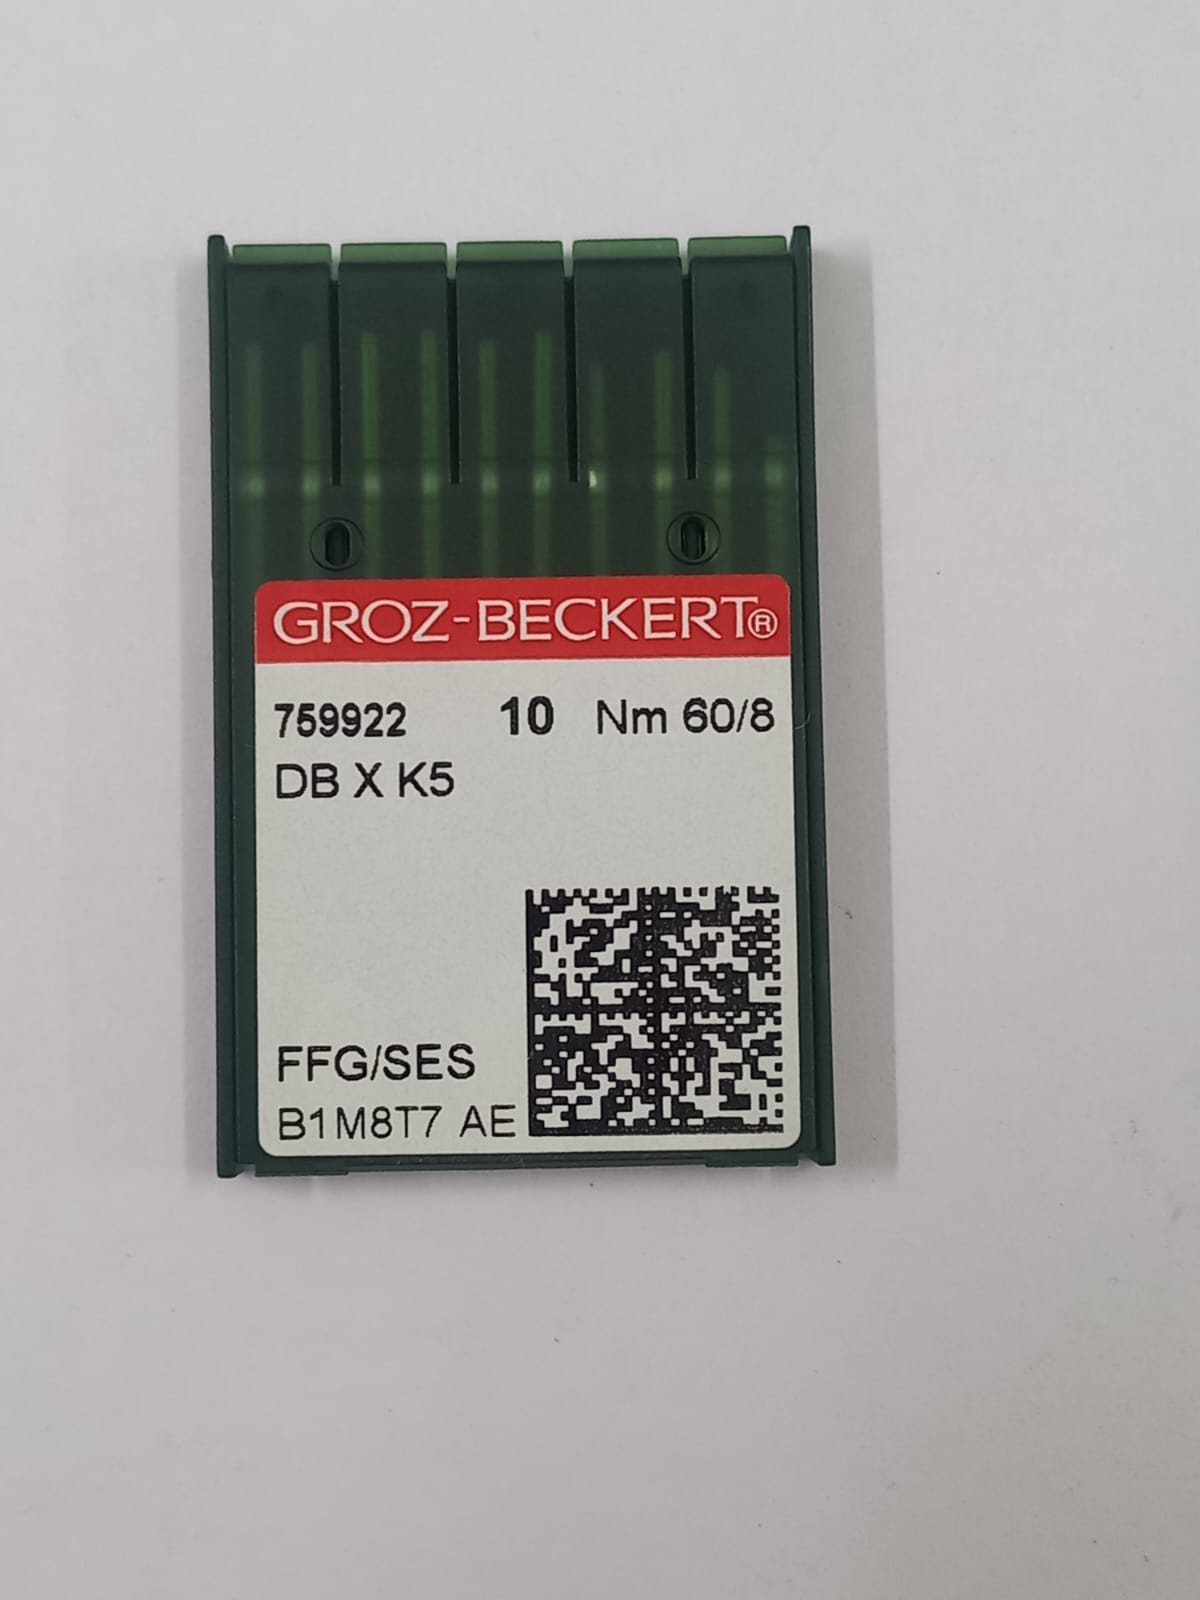 GROZ-BECKERT®
759922 10 Nm 60/8
DB X K5
FFG/SES
B1M8T7 AE